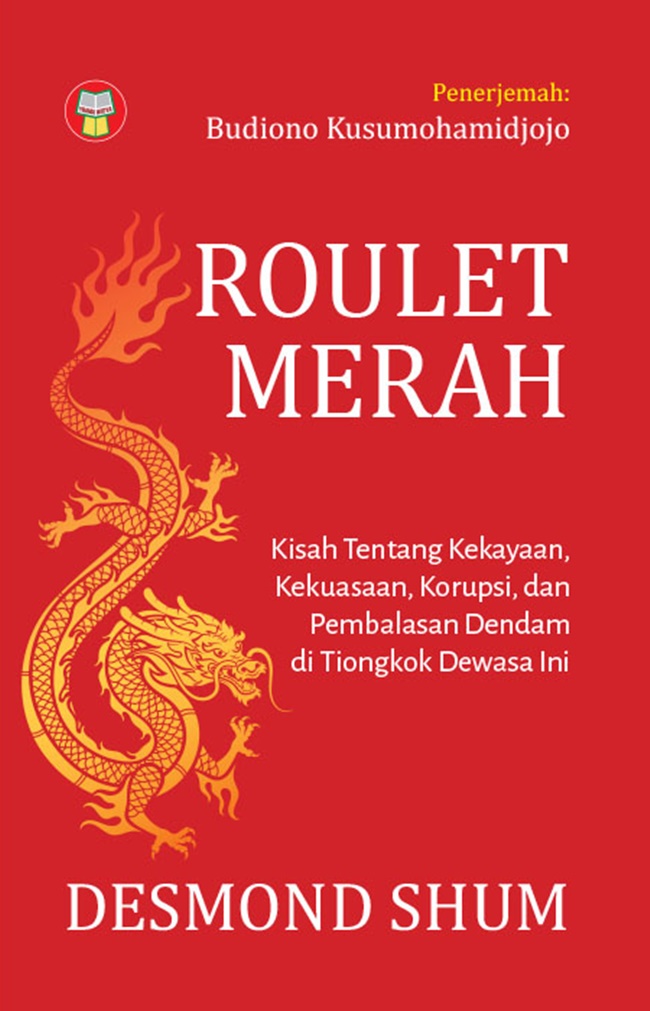 Penerjemah:
Budiono Kusumohamidjojo
ROULET
MERAH
Kisah Tentang Kekayaan,
Kekuasaan, Korupsi, dan
Pembalasan Dendam
di Tiongkok Dewasa Ini
DESMOND SHUM